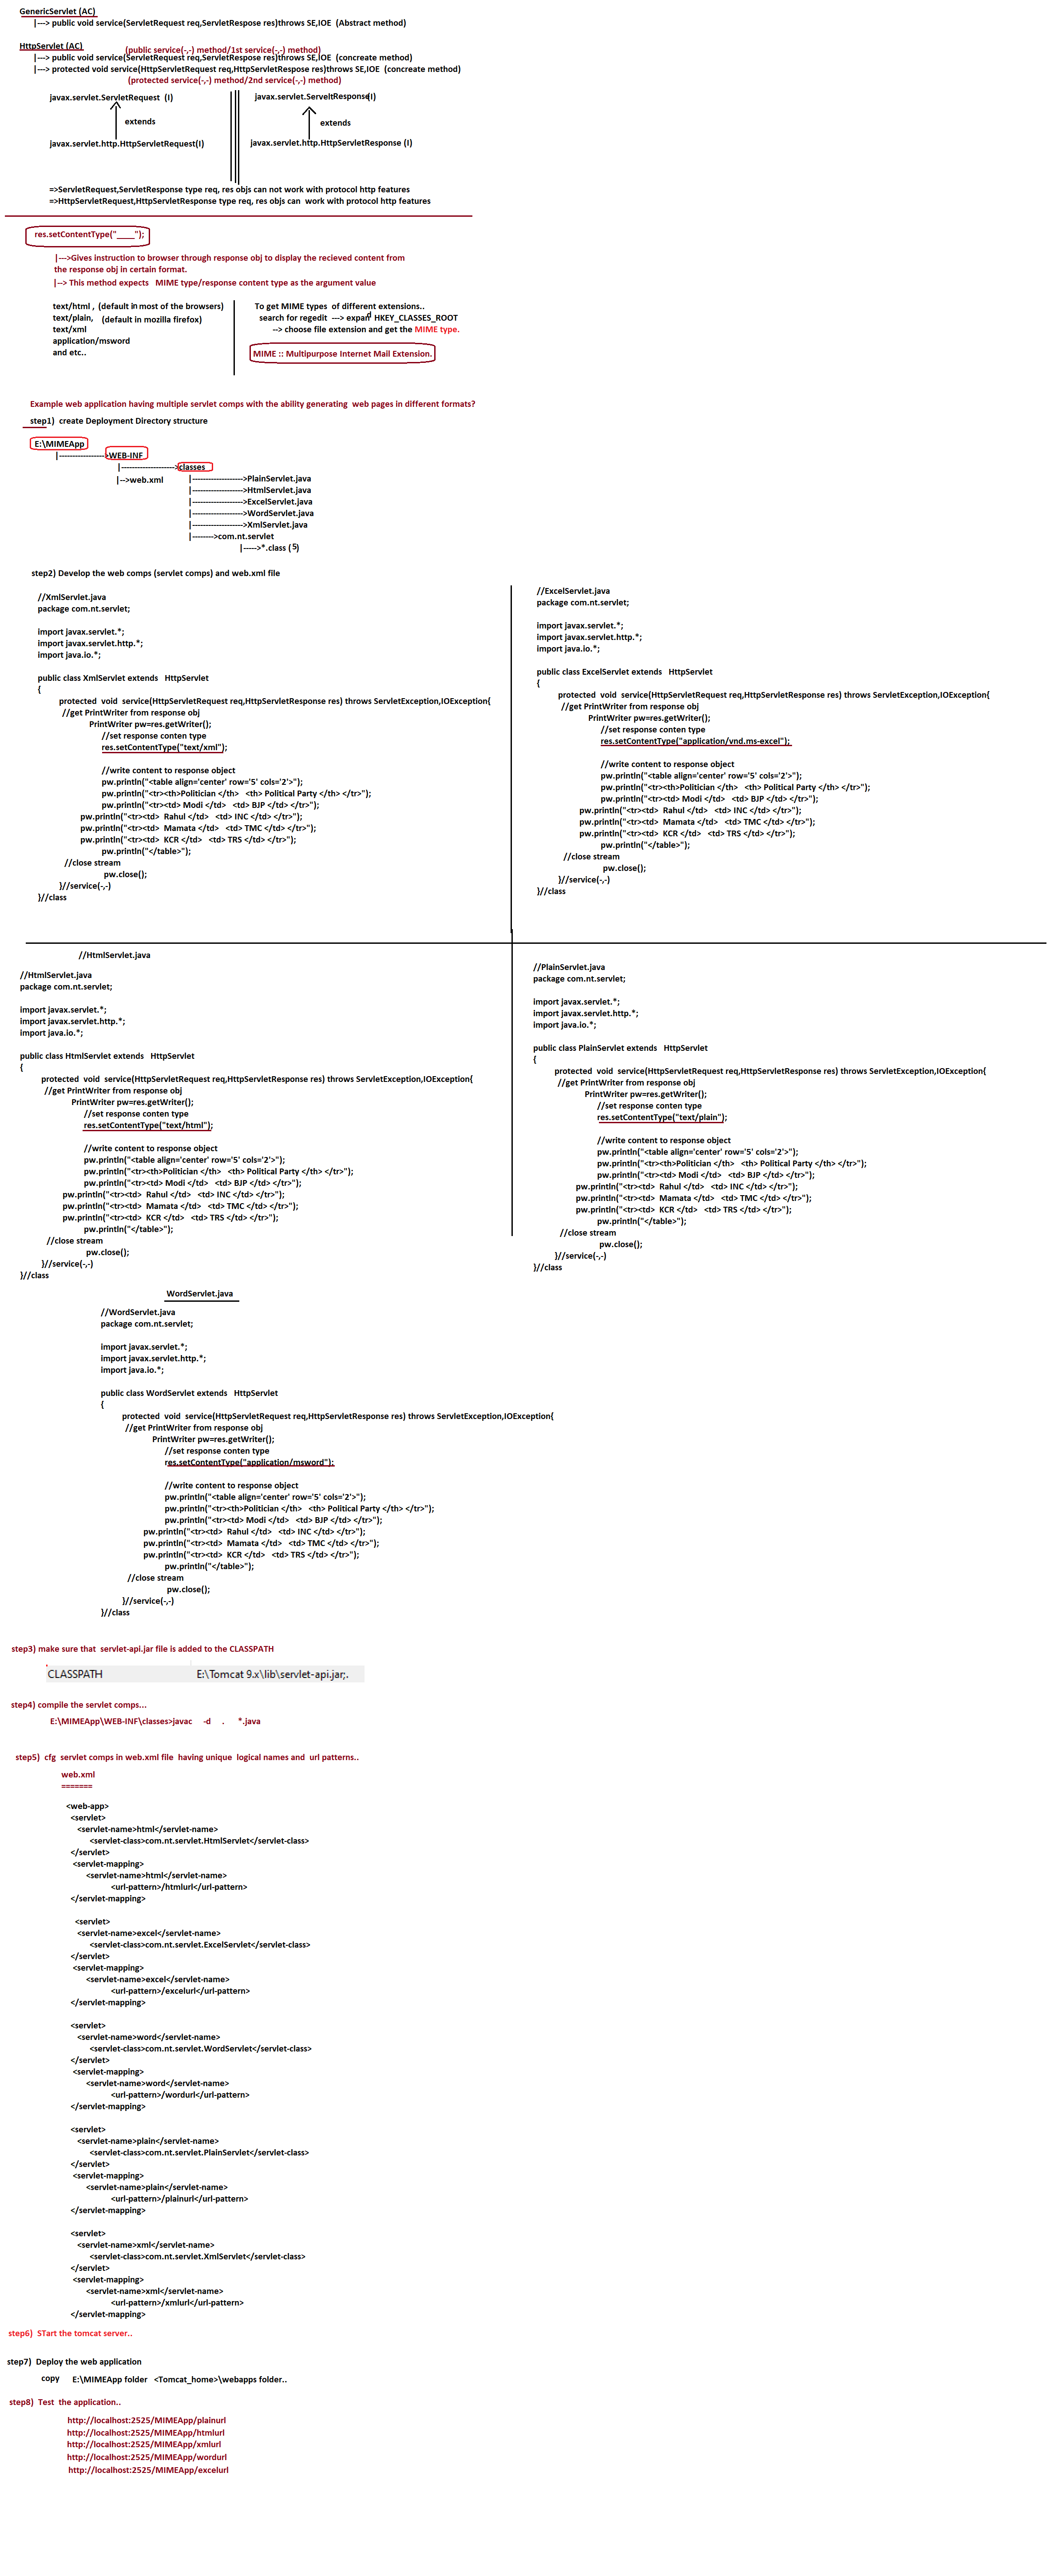 GenericServlet (AC)
|---> public void service(ServletRequest req,ServletRespose res)throws SE,IOE (Abstract method)
HttpServlet (AC)
(public service(-,-) method/1st service(-,-) method)
|---> public void service(ServletRequest req,ServletRespose res)throws SE,IOE (concreate method)
|---> protected void service(HttpServletRequest req,HttpServletRespose res)throws SE,IOE (concreate method)
(protected service(-,-) method/2nd service(-,-) method)
javax.servlet.ServletRequest (I)
extends
javax.servlet.http.HttpServletRequest(I)
javax.servlet.ServeltResponse(I)
extends
javax.servlet.http.HttpServletResponse (I)
=>ServletRequest,ServletResponse type req, res objs can not work with protocol http features
=>HttpServletRequest,HttpServletResponse type req, res objs can work with protocol http features
res.setContentType("____");
|--->Gives instruction to browser through response obj to display the recieved content from
the response obj in certain format.
|--> This method expects MIME type/response content type as the argument value
text/html , (default in most of the browsers)
text/plain, (default in mozilla firefox)
text/xml
application/msword
and etc..
To get MIME types of different extensions..
search for regedit ---> expand HKEY_CLASSES_ROOT
--> choose file extension and get the MIME type.
MIME :: Multipurpose Internet Mail Extension.
Example web application having multiple servlet comps with the ability generating web pages in different formats?
step1) create Deployment Directory structure
E:\MIMEApp
|---------------->WEB-INF
|-------------------->classes
|-->web.xml
|------------------->PlainServlet.java
|------------------->HtmlServlet.java
|------------------->ExcelServlet.java
|------------------->WordServlet.java
|------------------->XmlServlet.java
|-------->com.nt.servlet
|----->*.class (5)
step2) Develop the web comps (servlet comps) and web.xml file
//XmlServlet.java
package com.nt.servlet;
import javax.servlet.*;
import javax.servlet.http.*;
import java.io.*;
public class XmlServlet extends HttpServlet
{
protected void service(HttpServletRequest req,HttpServletResponse res) throws ServletException,IOException{
//get PrintWriter from response obj
PrintWriter pw=res.getWriter();
//set response conten type
res.setContentType("text/xml");
//write content to response object
pw.println("<table align='center' row='5' cols='2'>");
pw.println("<tr><th>Politician </th> <th> Political Party </th> </tr>");
pw.println("<tr><td> Modi </td> <td> BJP </td> </tr>");
pw.println("<tr><td> Rahul </td> <td> INC </td> </tr>");
pw.println("<tr><td> Mamata </td> <td> TMC </td> </tr>");
pw.println("<tr><td> KCR </td> <td> TRS </td> </tr>");
pw.println("</table>");
//close stream
pw.close();
}//service(-,-)
}//class
//ExcelServlet.java
package com.nt.servlet;
import javax.servlet.*;
import javax.servlet.http.*;
import java.io.*;
public class ExcelServlet extends HttpServlet
{
protected void service(HttpServletRequest req,HttpServletResponse res) throws ServletException,IOException{
//get PrintWriter from response obj
PrintWriter pw=res.getWriter();
//set response conten type
res.setContentType("application/vnd.ms-excel");
//write content to response object
pw.println("<table align='center' row='5' cols='2'>");
pw.println("<tr><th>Politician </th> <th> Political Party </th> </tr>");
pw.println("<tr><td> Modi </td> <td> BJP </td> </tr>");
pw.println("<tr><td> Rahul </td> <td> INC </td> </tr>");
pw.println("<tr><td> Mamata </td> <td> TMC </td> </tr>");
pw.println("<tr><td> KCR </td> <td> TRS </td> </tr>");
pw.println("</table>");
//close stream
pw.close();
}//service(-,-)
}//class
//HtmlServlet.java
//HtmlServlet.java
package com.nt.servlet;
import javax.servlet.*;
import javax.servlet.http.*;
import java.io.*;
public class HtmlServlet extends HttpServlet
{
protected void service(HttpServletRequest req,HttpServletResponse res) throws ServletException,IOException{
//get PrintWriter from response obj
PrintWriter pw=res.getWriter();
//set response conten type
res.setContentType("text/html");
//write content to response object
pw.println("<table align='center' row='5' cols='2'>");
pw.println("<tr><th>Politician </th> <th> Political Party </th> </tr>");
pw.println("<tr><td> Modi </td> <td> BJP </td> </tr>");
pw.println("<tr><td> Rahul </td> <td> INC </td> </tr>");
pw.println("<tr><td> Mamata </td> <td> TMC </td> </tr>");
pw.println("<tr><td> KCR </td> <td> TRS </td> </tr>");
pw.println("</table>");
//close stream
pw.close();
}//service(-,-)
}//class
//PlainServlet.java
package com.nt.servlet;
import javax.servlet.*;
import javax.servlet.http.*;
import java.io.*;
public class PlainServlet extends HttpServlet
{
protected void service(HttpServletRequest req,HttpServletResponse res) throws ServletException,IOException{
//get PrintWriter from response obj
PrintWriter pw=res.getWriter();
//set response conten type
res.setContentType("text/plain");
//write content to response object
pw.println("<table align='center' row='5' cols='2'>");
pw.println("<tr><th>Politician </th> <th> Political Party </th> </tr>");
pw.println("<tr><td> Modi </td> <td> BJP </td> </tr>");
pw.println("<tr><td> Rahul </td> <td> INC </td> </tr>");
pw.println("<tr><td> Mamata </td> <td> TMC </td> </tr>");
pw.println("<tr><td> KCR </td> <td> TRS </td> </tr>");
pw.println("</table>");
//close stream
pw.close();
}//service(-,-)
}//class
WordServlet.java
//WordServlet.java
package com.nt.servlet;
import javax.servlet.*;
import javax.servlet.http.*;
import java.io.*;
public class WordServlet extends HttpServlet
{
protected void service(HttpServletRequest req,HttpServletResponse res) throws ServletException,IOException{
//get PrintWriter from response obj
PrintWriter pw=res.getWriter();
//set response conten type
res.setContentType("application/msword");
//write content to response object
pw.println("<table align='center' row='5' cols='2'>");
pw.println("<tr><th>Politician </th> <th> Political Party </th> </tr>");
pw.println("<tr><td> Modi </td> <td> BJP </td> </tr>");
pw.println("<tr><td> Rahul </td> <td> INC </td> </tr>");
pw.println("<tr><td> Mamata </td> <td> TMC </td> </tr>");
pw.println("<tr><td> KCR </td> <td> TRS </td> </tr>");
pw.println("</table>");
//close stream
pw.close();
}//service(-,-)
}//class
step3) make sure that servlet-api.jar file is added to the CLASSPATH
CLASSPATH E:\Tomcat 9.x\lib\servlet-api.jar;.
step4) compile the servlet comps...
E:\MIMEApp\WEB-INF\classes>javac -d . *.java
step5) cfg servlet comps in web.xml file having unique logical names and url patterns..
web.xml
=======
<web-app>
<servlet>
<servlet-name>html</servlet-name>
<servlet-class>com.nt.servlet.HtmlServlet</servlet-class>
</servlet>
<servlet-mapping>
<servlet-name>html</servlet-name>
<url-pattern>/htmlurl</url-pattern>
</servlet-mapping>
<servlet>
<servlet-name>excel</servlet-name>
<servlet-class>com.nt.servlet.ExcelServlet</servlet-class>
</servlet>
<servlet-mapping>
<servlet-name>excel</servlet-name>
<url-pattern>/excelurl</url-pattern>
</servlet-mapping>
<servlet>
<servlet-name>word</servlet-name>
<servlet-class>com.nt.servlet.WordServlet</servlet-class>
</servlet>
<servlet-mapping>
<servlet-name>word</servlet-name>
<url-pattern>/wordurl</url-pattern>
</servlet-mapping>
<servlet>
<servlet-name>plain</servlet-name>
<servlet-class>com.nt.servlet.PlainServlet</servlet-class>
</servlet>
<servlet-mapping>
<servlet-name>plain</servlet-name>
<url-pattern>/plainurl</url-pattern>
</servlet-mapping>
<servlet>
<servlet-name>xml</servlet-name>
<servlet-class>com.nt.servlet.XmlServlet</servlet-class>
</servlet>
<servlet-mapping>
<servlet-name>xml</servlet-name>
<url-pattern>/xmlurl</url-pattern>
</servlet-mapping>
step6) STart the tomcat server..
step7) Deploy the web application
copy E:\MIMEApp folder <Tomcat_home>\webapps folder..
step8) Test the application..
http://localhost:2525/MIMEApp/plainurl
http://localhost:2525/MIMEApp/htmlurl
http://localhost:2525/MIMEApp/xmlurl
http://localhost:2525/MIMEApp/wordurl
http://localhost:2525/MIMEApp/excelurl